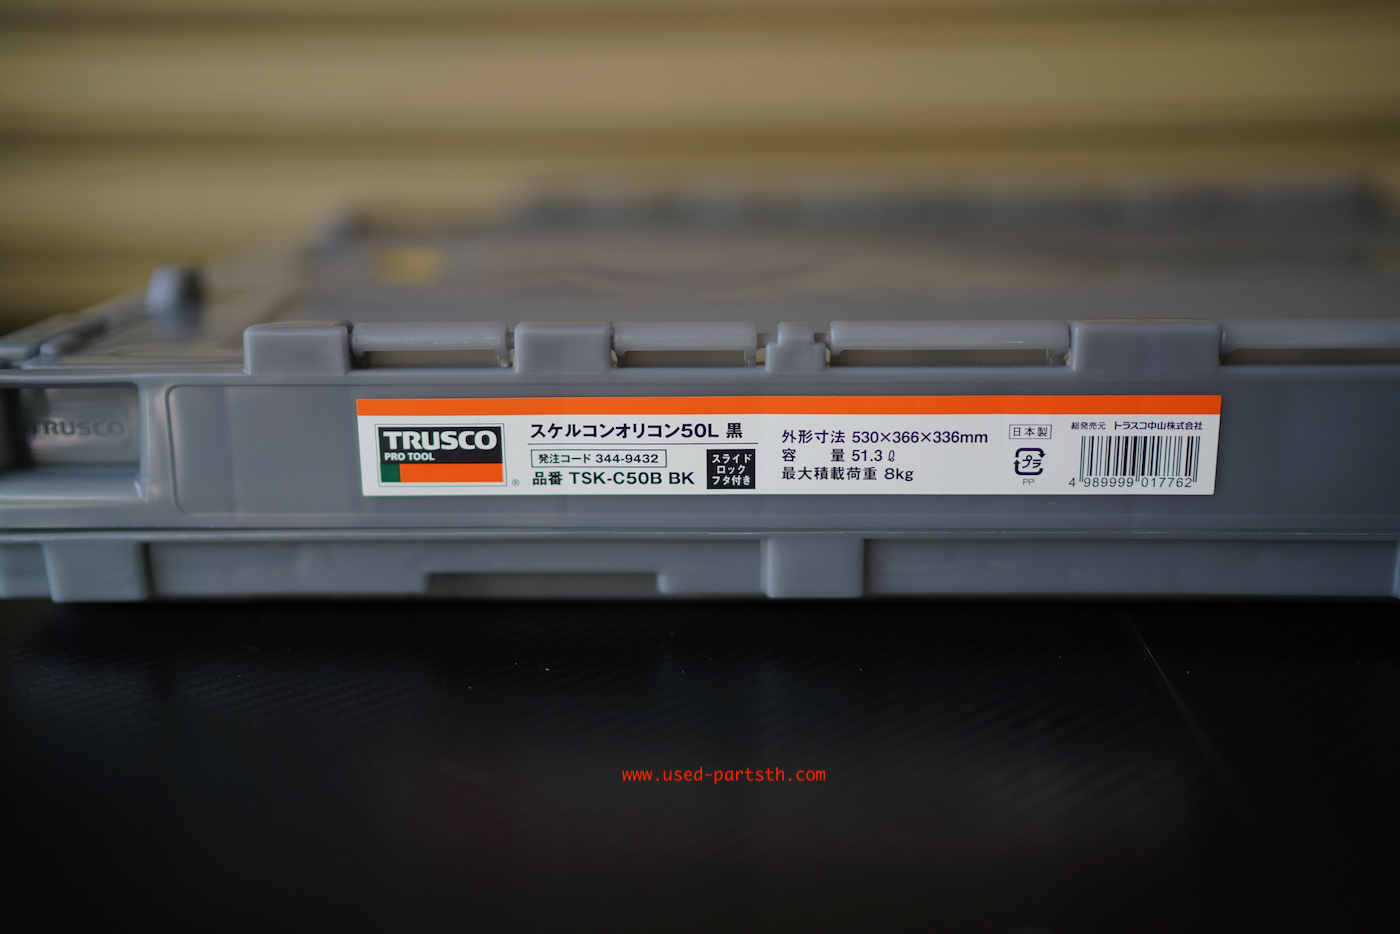 TRUSCO
TRUSCO
PRO TOOL
®
スケルコンオリコン50L 黒
発注コード 344-9432
品番 TSK-C50B BK
スライド
ロック
フタ付き
外形寸法 530×366×336mm
容 量 51.3ℓ
最大積載荷重 8kg
日本製
プラ
PP
総発売元 トラスコ中山株式会社
4 989999 017762
www.used-partsth.com